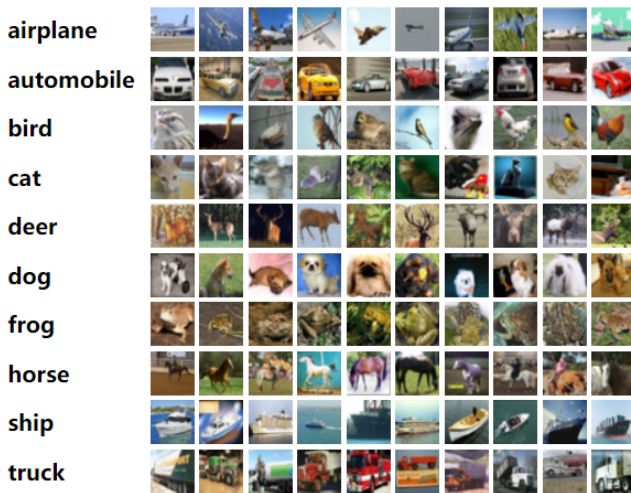 airplane
automobile
bird
cat
deer
dog
frog
horse
ship
truck